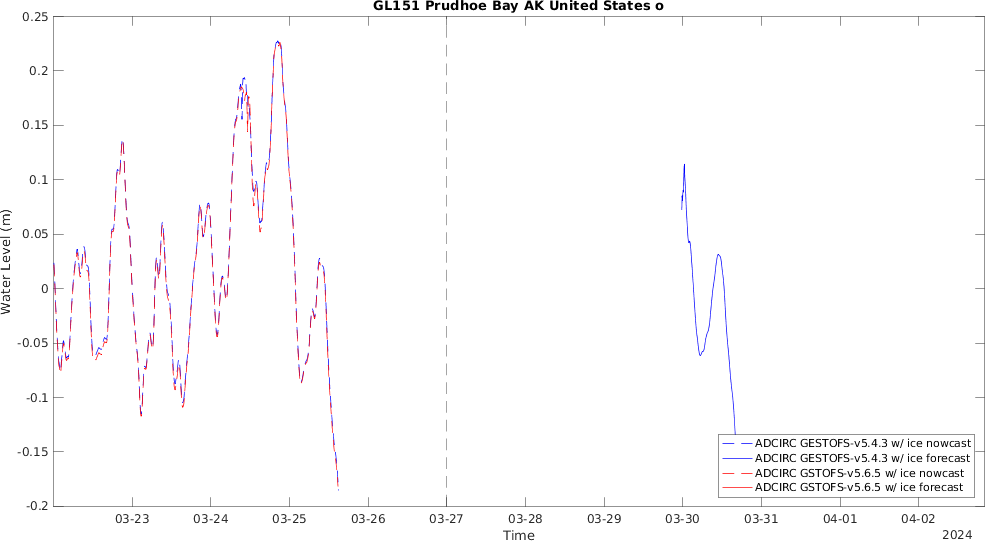 GL151 Prudhoe Bay AK United States o
0.25
0.2
0.15
0.1
0.05
0
-0.05
-0.1
-0.15
-0.2
Water Level (m)
03-23 03-24 03-25 03-26 03-27 03-28 03-29 03-30 03-31 04-01 04-02
Time
2024
ADCIRC GESTOFS-v5.4.3 w/ ice nowcast
ADCIRC GESTOFS-v5.4.3 w/ ice forecast
ADCIRC GSTOFS-v5.6.5 w/ ice nowcast
ADCIRC GSTOFS-v5.6.5 w/ ice forecast